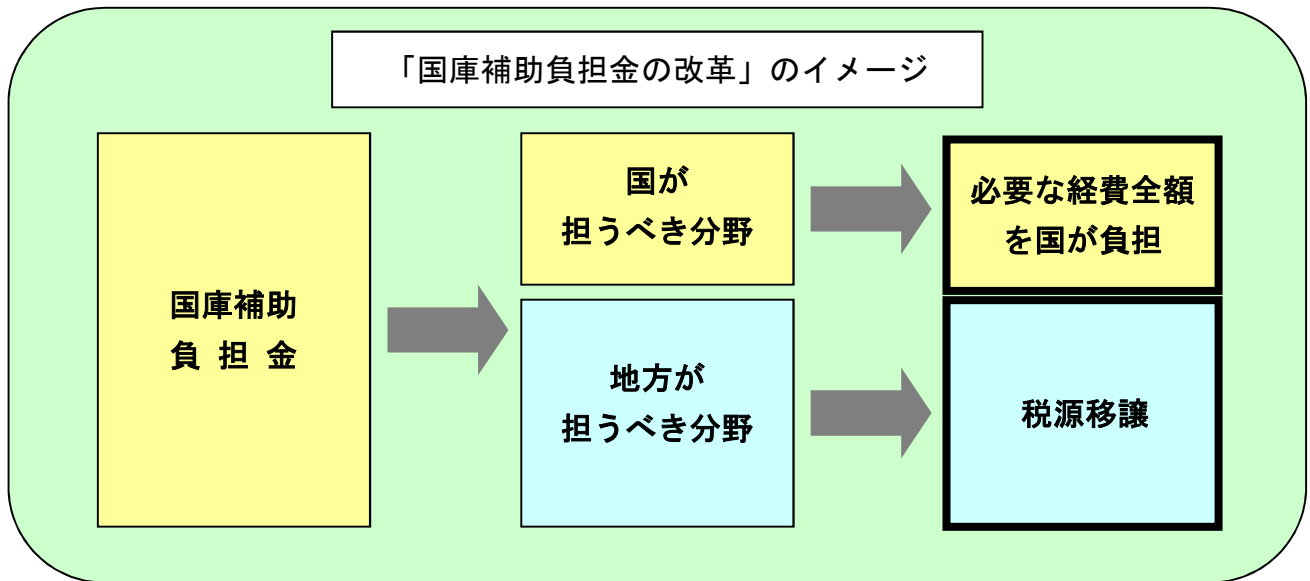 「国庫補助負担金の改革」のイメージ
国庫補助
負 担 金
国が
担うべき分野
地方が
担うべき分野
必要な経費全額
を国が負担
税源移譲